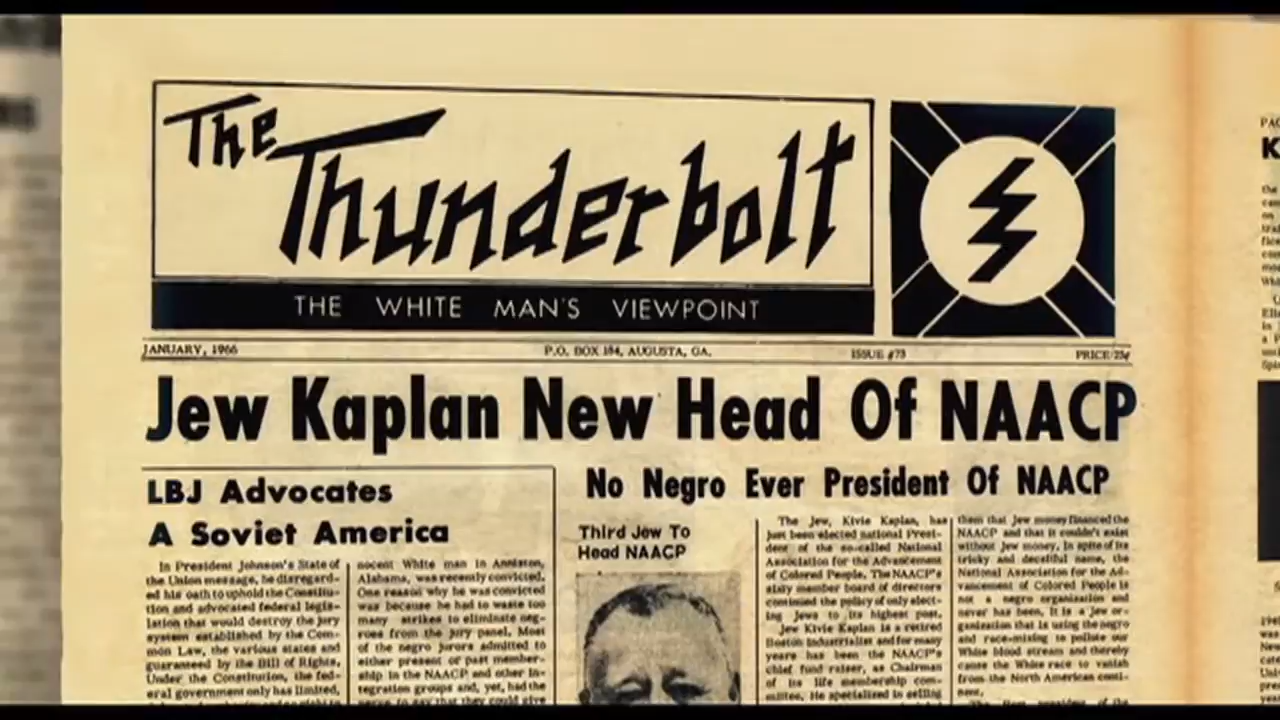 The
Thunderbolt
THE WHITE MAN'S VIEWPOINT
JANUARY, 1966 P.O. BOX 184, AUGUSTA, GA. ISSUE #73 PRICE 25¢
Jew Kaplan New Head Of NAACP
LBJ Advocates
A Soviet America
In President Johnson's State of
the Union message, he disregard-
ed his oath to uphold the Constitu-
tion and advocated federal legis-
lation that would destroy the jury
system established by the Com-
mon Law, the various states and
guaranteed by the Bill of Rights.
Under the Constitution, the fed-
eral government only has limited,
nocent White man in Anniston,
Alabama, was recently convicted.
One reason why he was convicted
was because he had to waste too
many strikes to eliminate neg-
roes from the jury panel. Most
of the negro jurors admitted to
either present or past member-
ship in the NAACP and other in-
tegration groups and, yet, had the
nerve to say that they could give
No Negro Ever President Of NAACP
Third Jew To
Head NAACP
The Jew, Kivie Kaplan, has
just been elected national Presi-
dent of the so-called National
Association for the Advancement
of Colored People. The NAACP's
sixty member board of directors
continued the policy of only elect-
ing Jews to its highest post.
Jew Kivie Kaplan is a retired
Boston industrialist and for many
years has been the NAACP's
chief fund raiser, as Chairman
of its life membership com-
mittee. He specialized in selling
them that Jew money financed the
NAACP and that it couldn't exist
without Jew money. In spite of its
tricky and deceitful name, the
National Association for the Ad-
vancement of Colored People is
not a negro organization and
never has been. It is a Jew or-
ganization that is using the negro
and race-mixing to pollute our
White blood stream and thereby
cause the White race to vanish
from the North American conti-
nent.